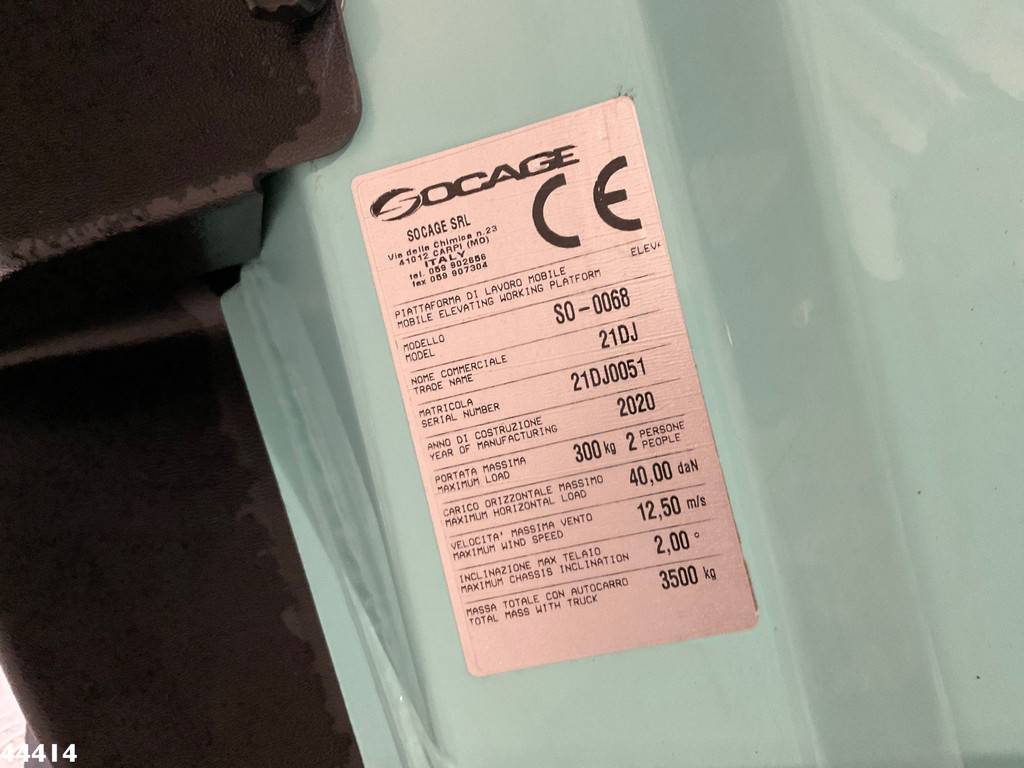 SOCAGE
CE
SOCAGE SRL
Via della Chimica n.23
41012 CARPI (MO)
ITALY
tel. 059 902656
fax 059 907304
PIATTAFORMA DI LAVORO MOBILE
MOBILE ELEVATING WORKING PLATFORM
ELEV
MODELLO
MODEL
SO-0068
NOME COMMERCIALE
TRADE NAME
21DJ
MATRICOLA
SERIAL NUMBER
21DJ0051
ANNO DI COSTRUZIONE
YEAR OF MANUFACTURING
2020
PORTATA MASSIMA
MAXIMUM LOAD
300 kg 2 PERSONE
PEOPLE
CARICO ORIZZONTALE MASSIMO
MAXIMUM HORIZONTAL LOAD
40,00 daN
VELOCITA' MASSIMA VENTO
MAXIMUM WIND SPEED
12,50 m/s
INCLINAZIONE MAX TELAIO
MAXIMUM CHASSIS INCLINATION
2,00 °
MASSA TOTALE CON AUTOCARRO
TOTAL MASS WITH TRUCK
3500 kg
44414